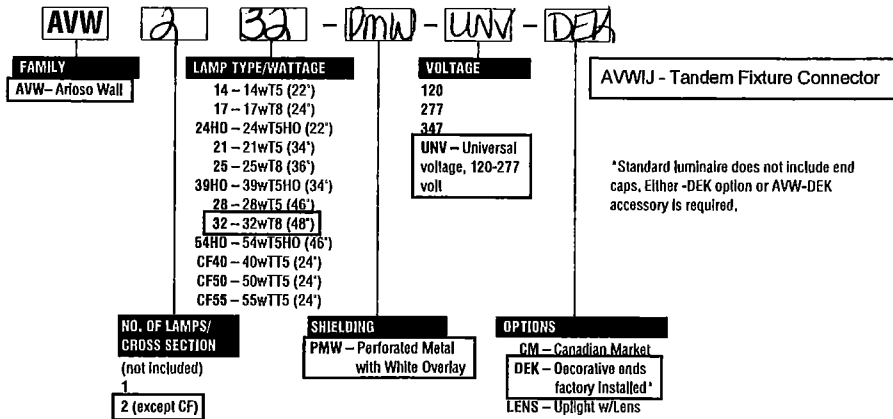 AVW 2 32 - PMW - UNV - DEK
FAMILY
AVW– Arioso Wall
LAMP TYPE/WATTAGE
14 – 14wT5 (22")
17 – 17wT8 (24")
24HO – 24wT5HO (22")
21 – 21wT5 (34")
25 – 25wT8 (36")
39HO – 39wT5HO (34")
28 – 28wT5 (46")
32 – 32wT8 (48")
54HO – 54wT5HO (46")
CF40 – 40wTT5 (24")
CF50 – 50wTT5 (24")
CF55 – 55wTT5 (24")
VOLTAGE
120
277
347
UNV – Universal
voltage, 120-277
volt
AVWIJ - Tandem Fixture Connector
*Standard luminaire does not include end
caps. Either -DEK option or AVW-DEK
accessory is required.
NO. OF LAMPS/
CROSS SECTION
(not included)
1
2 (except CF)
SHIELDING
PMW – Perforated Metal
with White Overlay
OPTIONS
CM – Canadian Market
DEK – Decorative ends
factory installed*
LENS – Uplight w/Lens